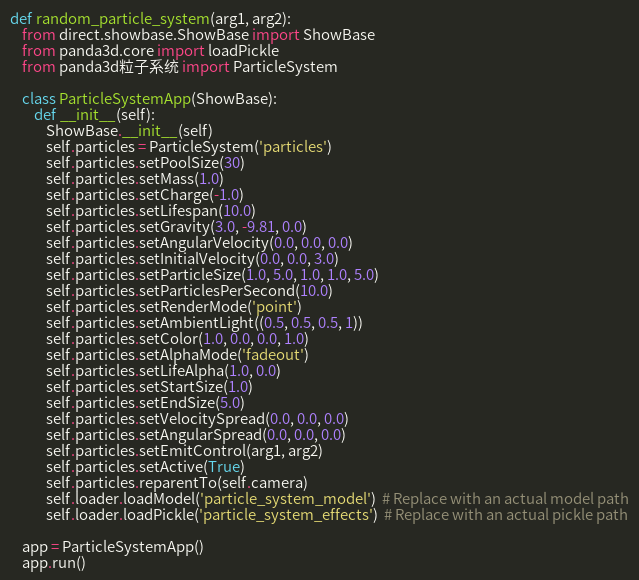 def random_particle_system(arg1, arg2):
from direct.showbase.ShowBase import ShowBase
from panda3d.core import loadPickle
from panda3d粒子系统 import ParticleSystem
class ParticleSystemApp(ShowBase):
def __init__(self):
ShowBase.__init__(self)
self.particles = ParticleSystem('particles')
self.particles.setPoolSize(30)
self.particles.setMass(1.0)
self.particles.setCharge(-1.0)
self.particles.setLifespan(10.0)
self.particles.setGravity(3.0, -9.81, 0.0)
self.particles.setAngularVelocity(0.0, 0.0, 0.0)
self.particles.setInitialVelocity(0.0, 0.0, 3.0)
self.particles.setParticleSize(1.0, 5.0, 1.0, 1.0, 5.0)
self.particles.setParticlesPerSecond(10.0)
self.particles.setRenderMode('point')
self.particles.setAmbientLight((0.5, 0.5, 0.5, 1))
self.particles.setColor(1.0, 0.0, 0.0, 1.0)
self.particles.setAlphaMode('fadeout')
self.particles.setLifeAlpha(1.0, 0.0)
self.particles.setStartSize(1.0)
self.particles.setEndSize(5.0)
self.particles.setVelocitySpread(0.0, 0.0, 0.0)
self.particles.setAngularSpread(0.0, 0.0, 0.0)
self.particles.setEmitControl(arg1, arg2)
self.particles.setActive(True)
self.particles.reparentTo(self.camera)
self.loader.loadModel('particle_system_model')  # Replace with an actual model path
self.loader.loadPickle('particle_system_effects')  # Replace with an actual pickle path
app = ParticleSystemApp()
app.run()